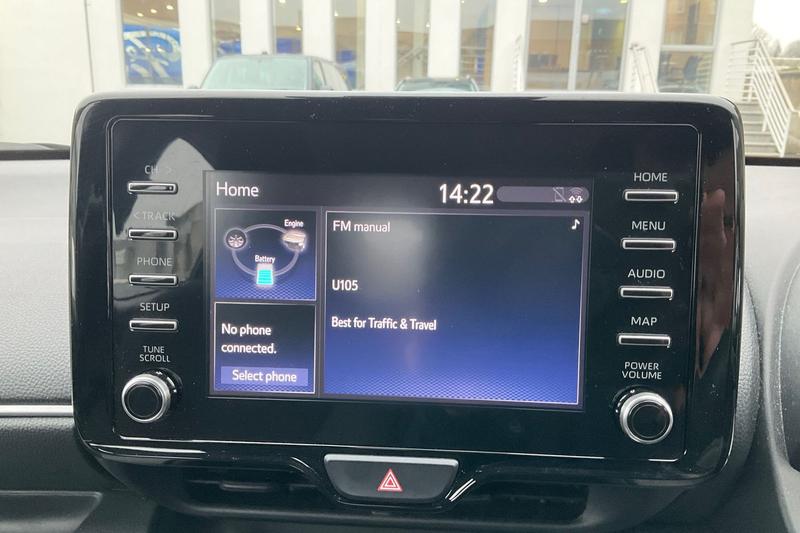 CH >
< TRACK
PHONE
SETUP
TUNE
SCROLL
Home
14:22
Engine
Battery
No phone
connected.
Select phone
FM manual
U105
Best for Traffic & Travel
HOME
MENU
AUDIO
MAP
POWER
VOLUME